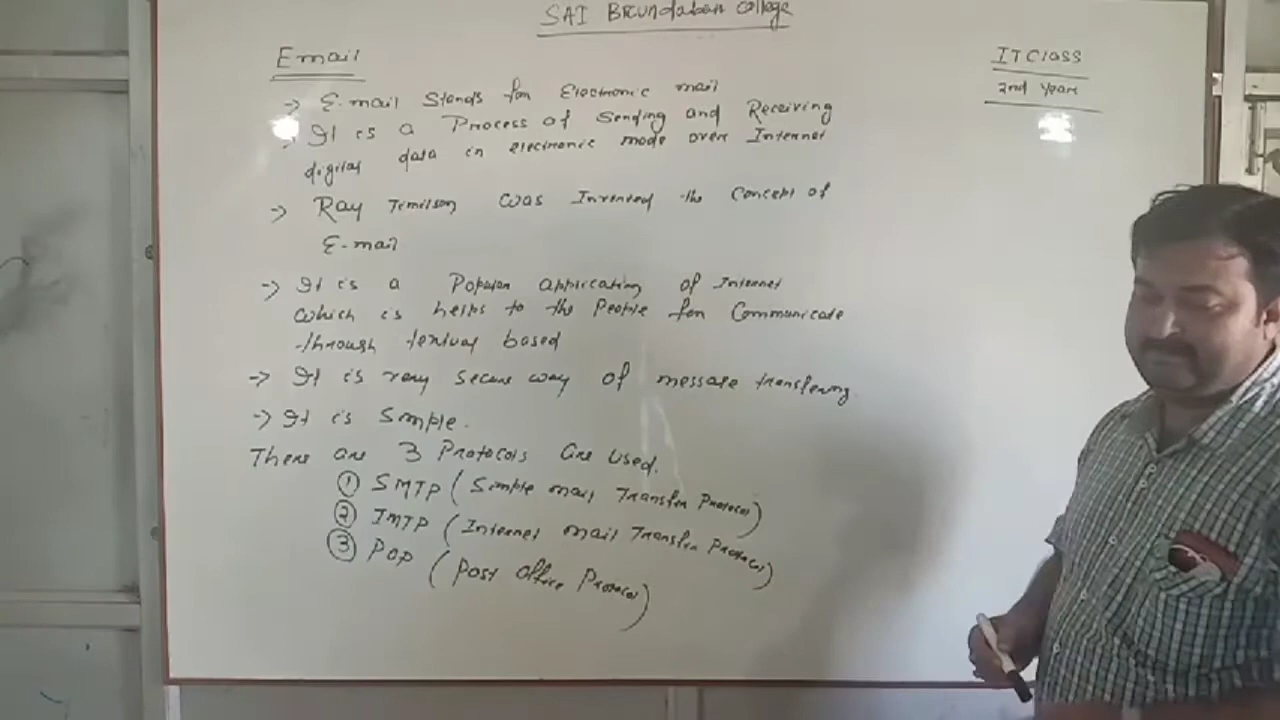 SAI Brundaban College
Email
IT Class
2nd Year
-> E.mail Stands for Electronic mail
-> It is a Process of Sending and Receiving
digital data in electronic mode over Internet
-> Ray Tomilson was Invented the Concept of
E-mail
-> It is a Popular application of Internet
which is helps to the People for Communicate
through textual based
-> It is very secure way of message transfering.
-> It is Simple.
There are 3 Protocols are used.
① SMTP (Simple mail Transfer Protocol)
② IMTP (Internet mail Transfer Protocol)
③ POP (Post Office Protocol)